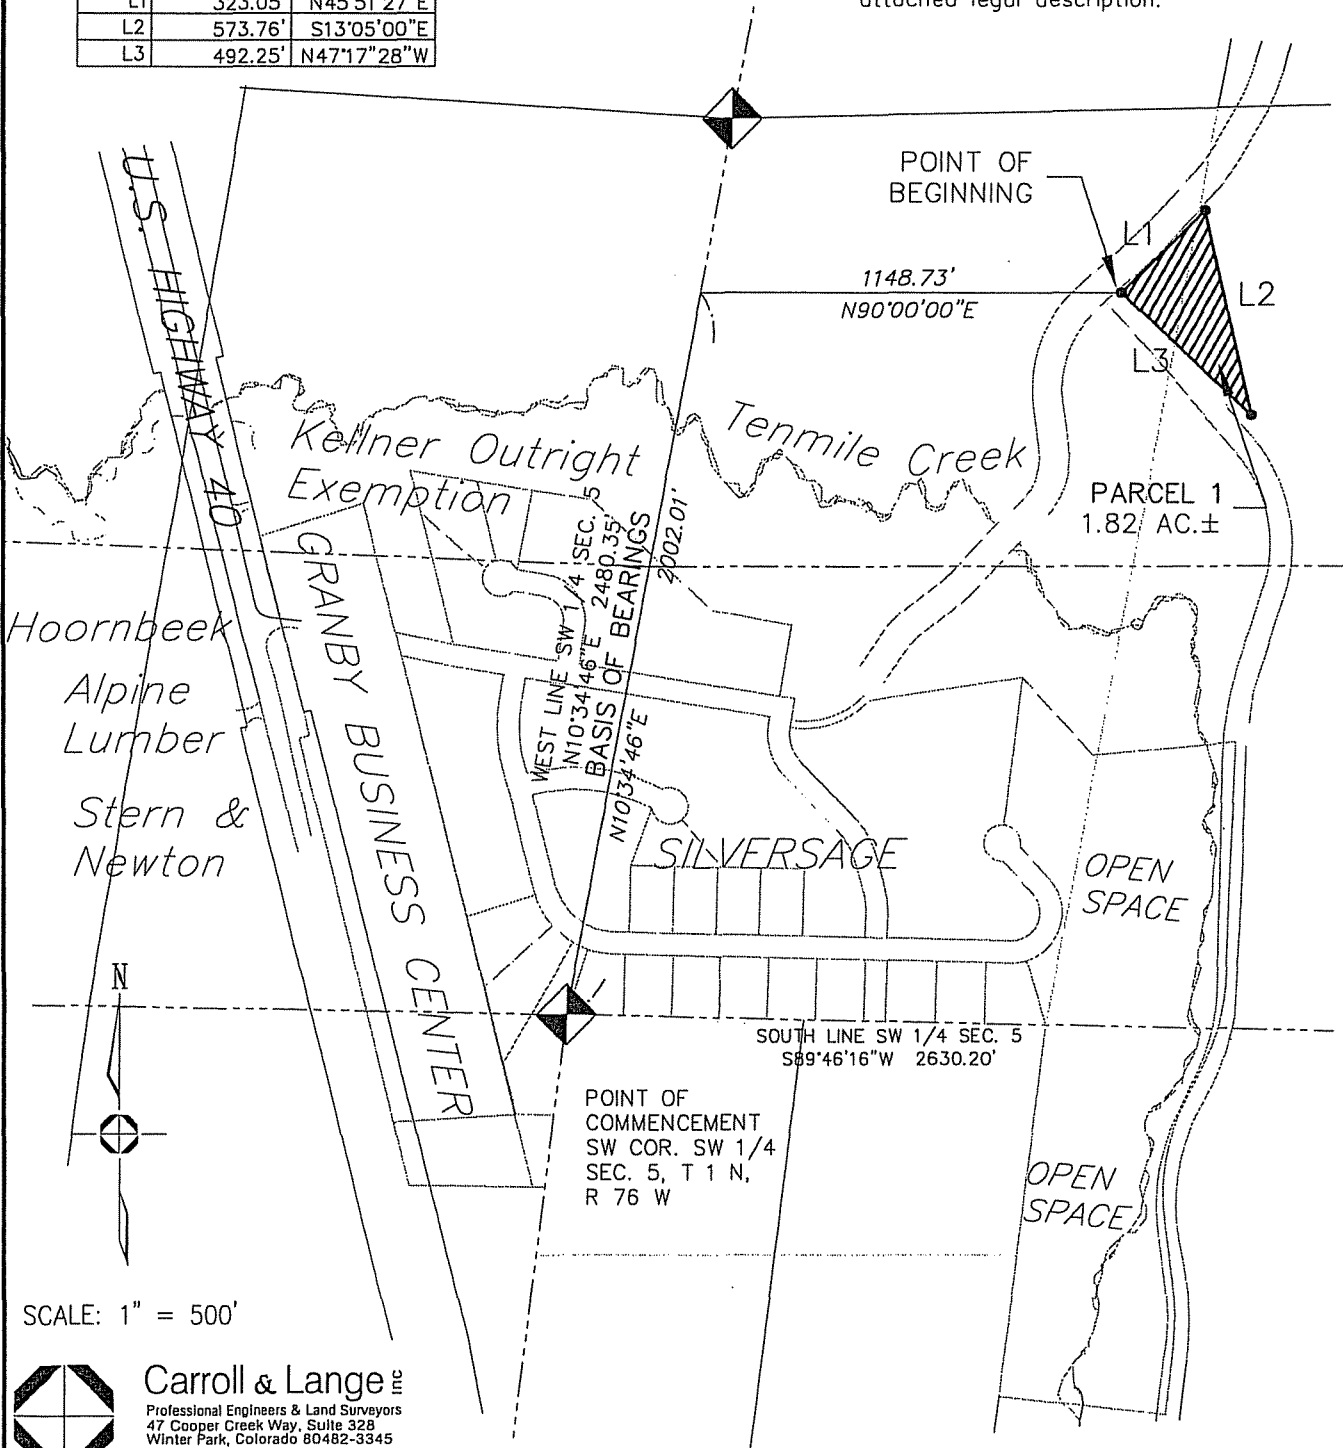 L1 323.05' N45°51'27"E
L2 573.76' S13°05'00"E
L3 492.25' N47°17"28"W
attached legal description.
POINT OF
BEGINNING
L1
L2
L3
1148.73'
N90°00'00"E
U.S. HIGHWAY 40
Kellner Outright
Exemption
Tenmile Creek
PARCEL 1
1.82 AC.±
WEST LINE SW 1/4 SEC. 5
N10°34'46"E 2480.35'
BASIS OF BEARINGS
N10°34'46"E
2002.01'
Hoornbeek
Alpine
Lumber
Stern &
Newton
GRANBY BUSINESS CENTER
SILVERSAGE
OPEN
SPACE
N
SOUTH LINE SW 1/4 SEC. 5
S89°46'16"W 2630.20'
POINT OF
COMMENCEMENT
SW COR. SW 1/4
SEC. 5, T 1 N,
R 76 W
OPEN
SPACE
SCALE: 1" = 500'
Carroll & Lange Inc
Professional Engineers & Land Surveyors
47 Cooper Creek Way, Suite 328
Winter Park, Colorado 80482-3345